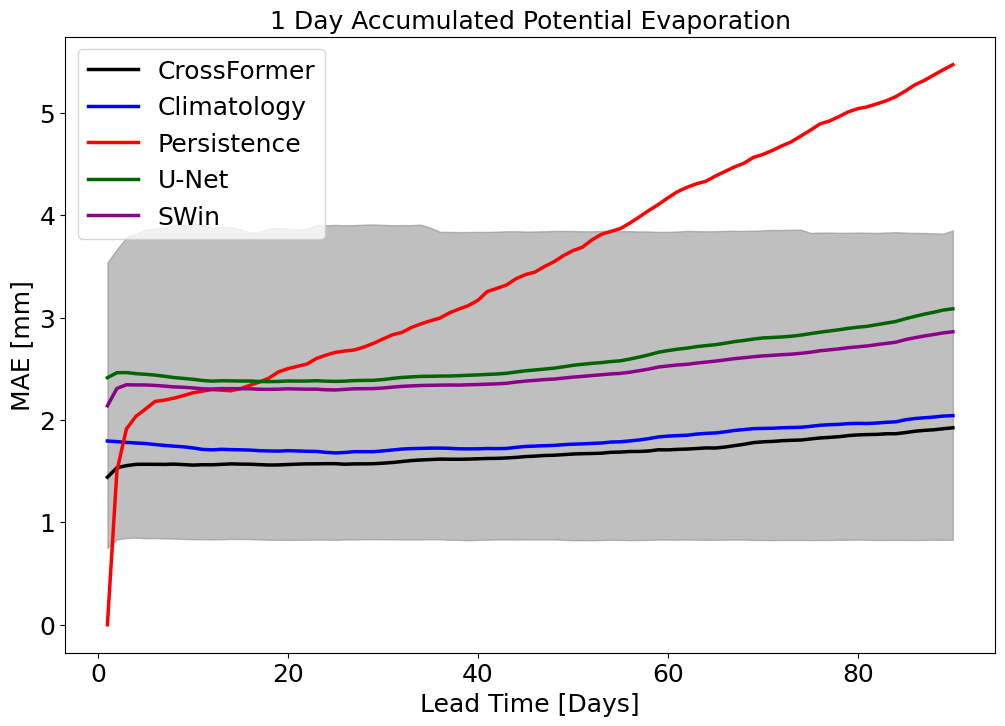 1 Day Accumulated Potential Evaporation
CrossFormer
Climatology
Persistence
U-Net
SWin
MAE [mm]
5
4
3
2
1
0
0 20 40 60 80
Lead Time [Days]